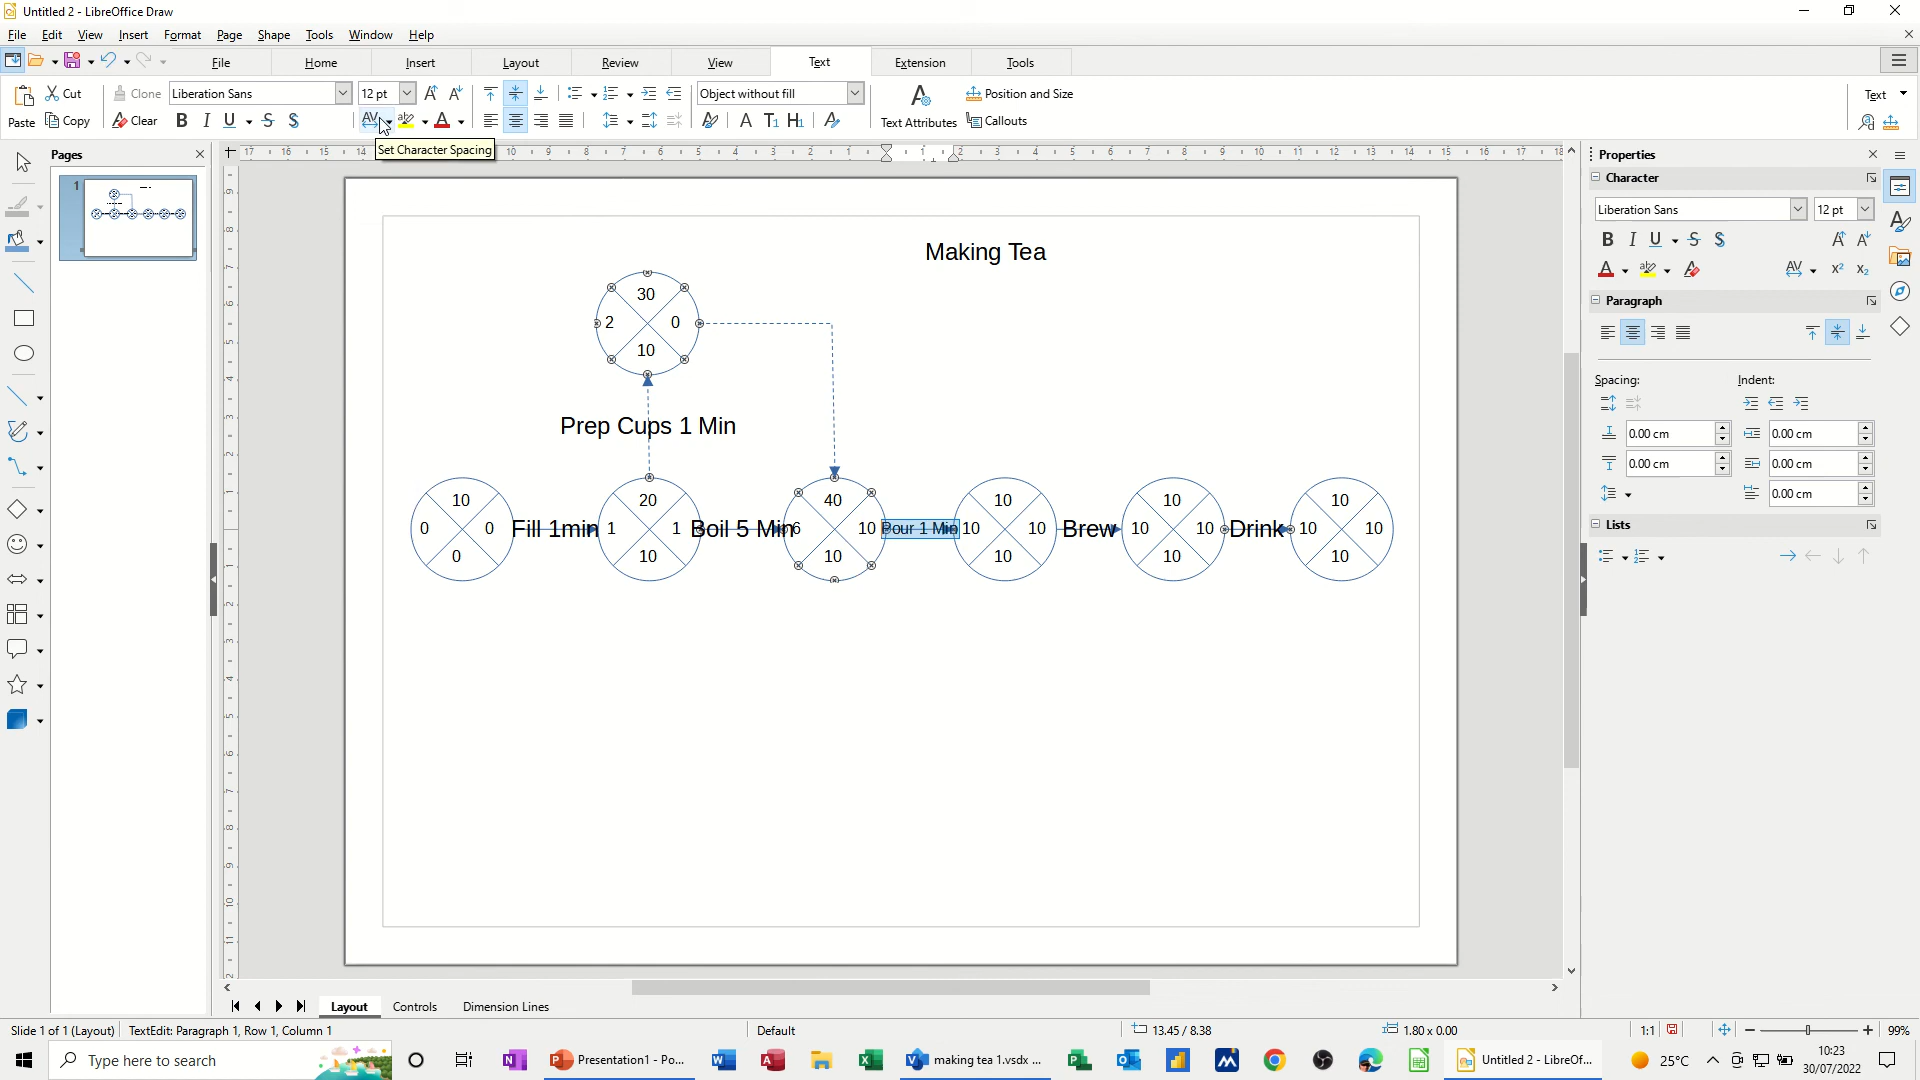 Untitled 2 - LibreOffice Draw
File Edit View Insert Format Page Shape Tools Window Help
File Home Insert Layout Review View Text Extension Tools
Cut Clone Liberation Sans 12 pt Object without fill Position and Size Text
Paste Copy Clear Text Attributes Callouts
Set Character Spacing
Pages
1
Properties
Character
Liberation Sans 12 pt
Paragraph
Spacing: Indent:
0.00 cm 0.00 cm
0.00 cm 0.00 cm
0.00 cm
Lists
Making Tea
30
2 0
10
Prep Cups 1 Min
10 20 40 10 10 10
0 0 Fill 1min 1 1 Boil 5 Min 6 10 Pour 1 Min 10 10 Brew 10 10 Drink 10 10
0 10 10 10 10 10
Layout Controls Dimension Lines
Slide 1 of 1 (Layout) TextEdit: Paragraph 1, Row 1, Column 1 Default 13.45 / 8.38 1.80 x 0.00 1:1 99%
Type here to search Presentation1 - Po... making tea 1.vsdx ... Untitled 2 - LibreOf... 25°C 10:23
30/07/2022